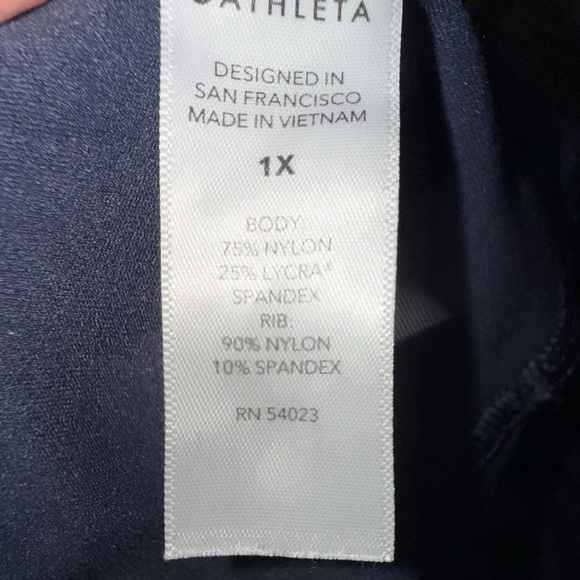 ATHLETA
DESIGNED IN
SAN FRANCISCO
MADE IN VIETNAM
1X
BODY:
75% NYLON
25% LYCRA®
SPANDEX
RIB:
90% NYLON
10% SPANDEX
RN 54023